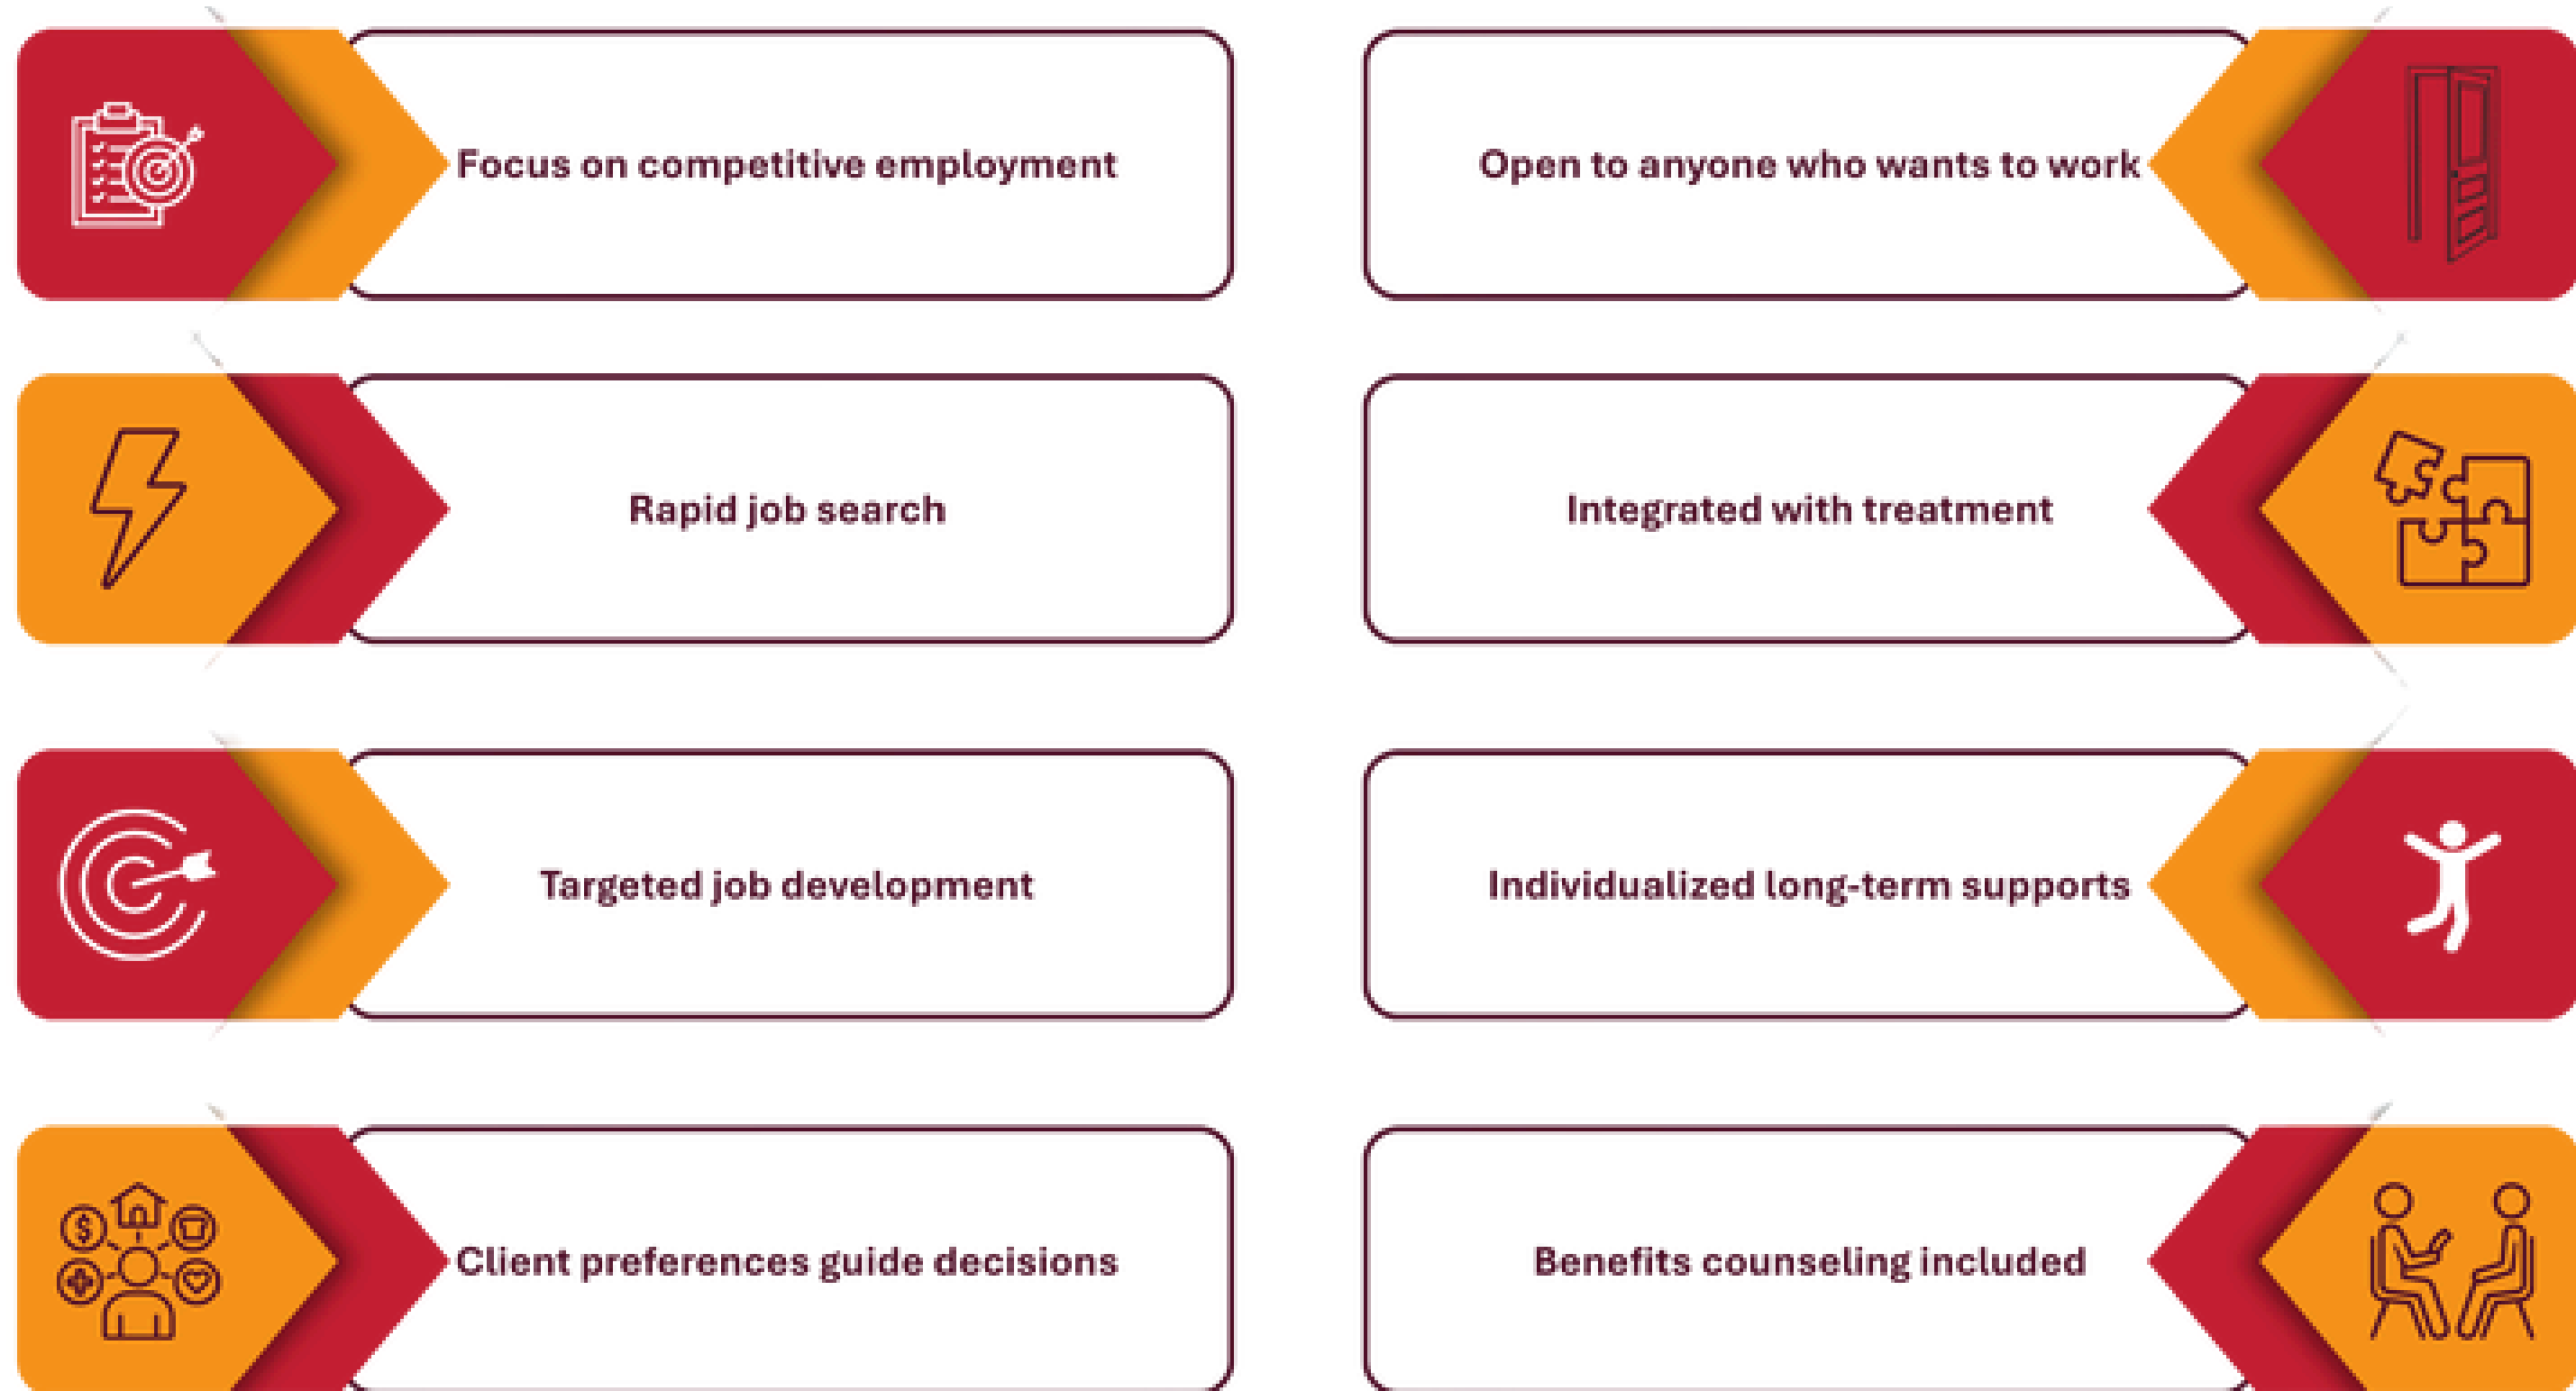 Focus on competitive employment
Open to anyone who wants to work
Rapid job search
Integrated with treatment
Targeted job development
Individualized long-term supports
Client preferences guide decisions
Benefits counseling included